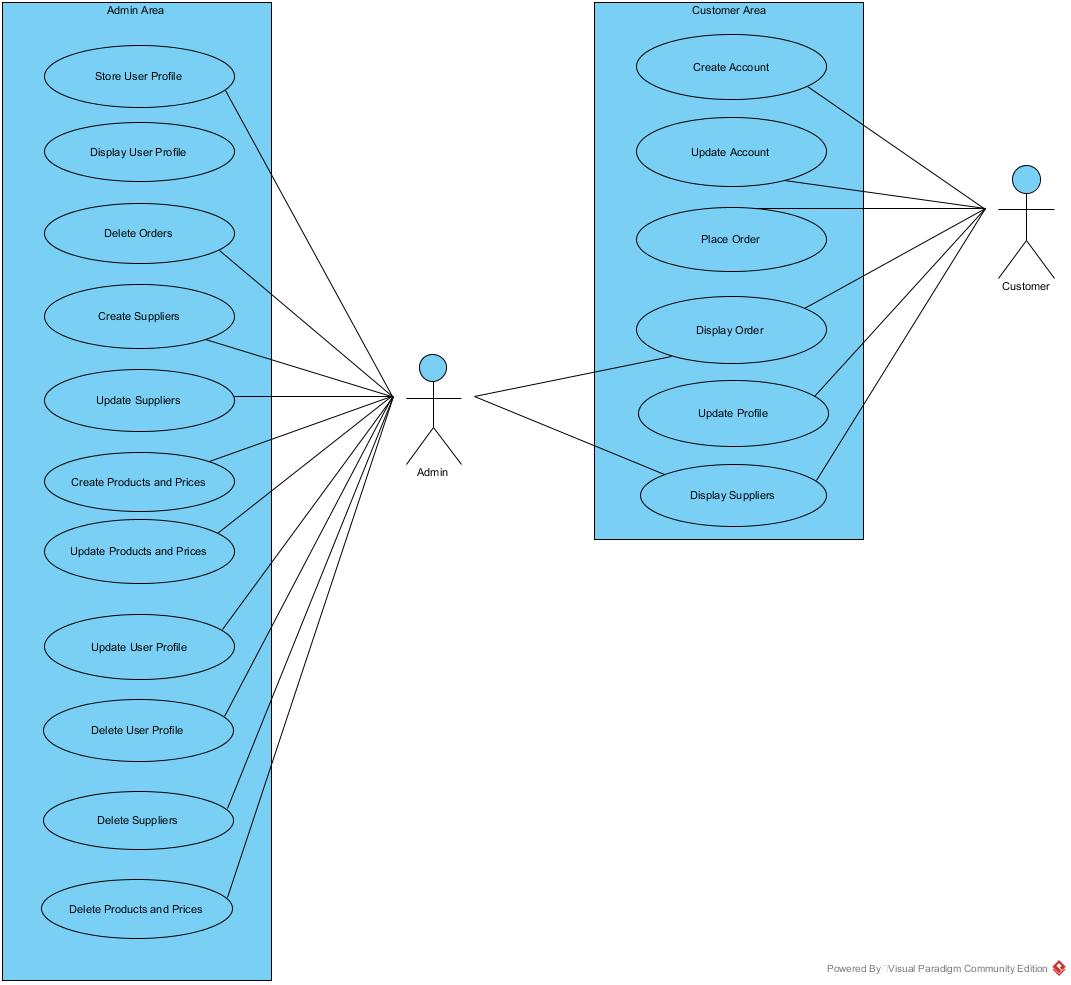 Admin Area
Store User Profile
Display User Profile
Delete Orders
Create Suppliers
Update Suppliers
Create Products and Prices
Update Products and Prices
Update User Profile
Delete User Profile
Delete Suppliers
Delete Products and Prices
Admin
Customer Area
Create Account
Update Account
Place Order
Display Order
Update Profile
Display Suppliers
Customer
Powered By Visual Paradigm Community Edition